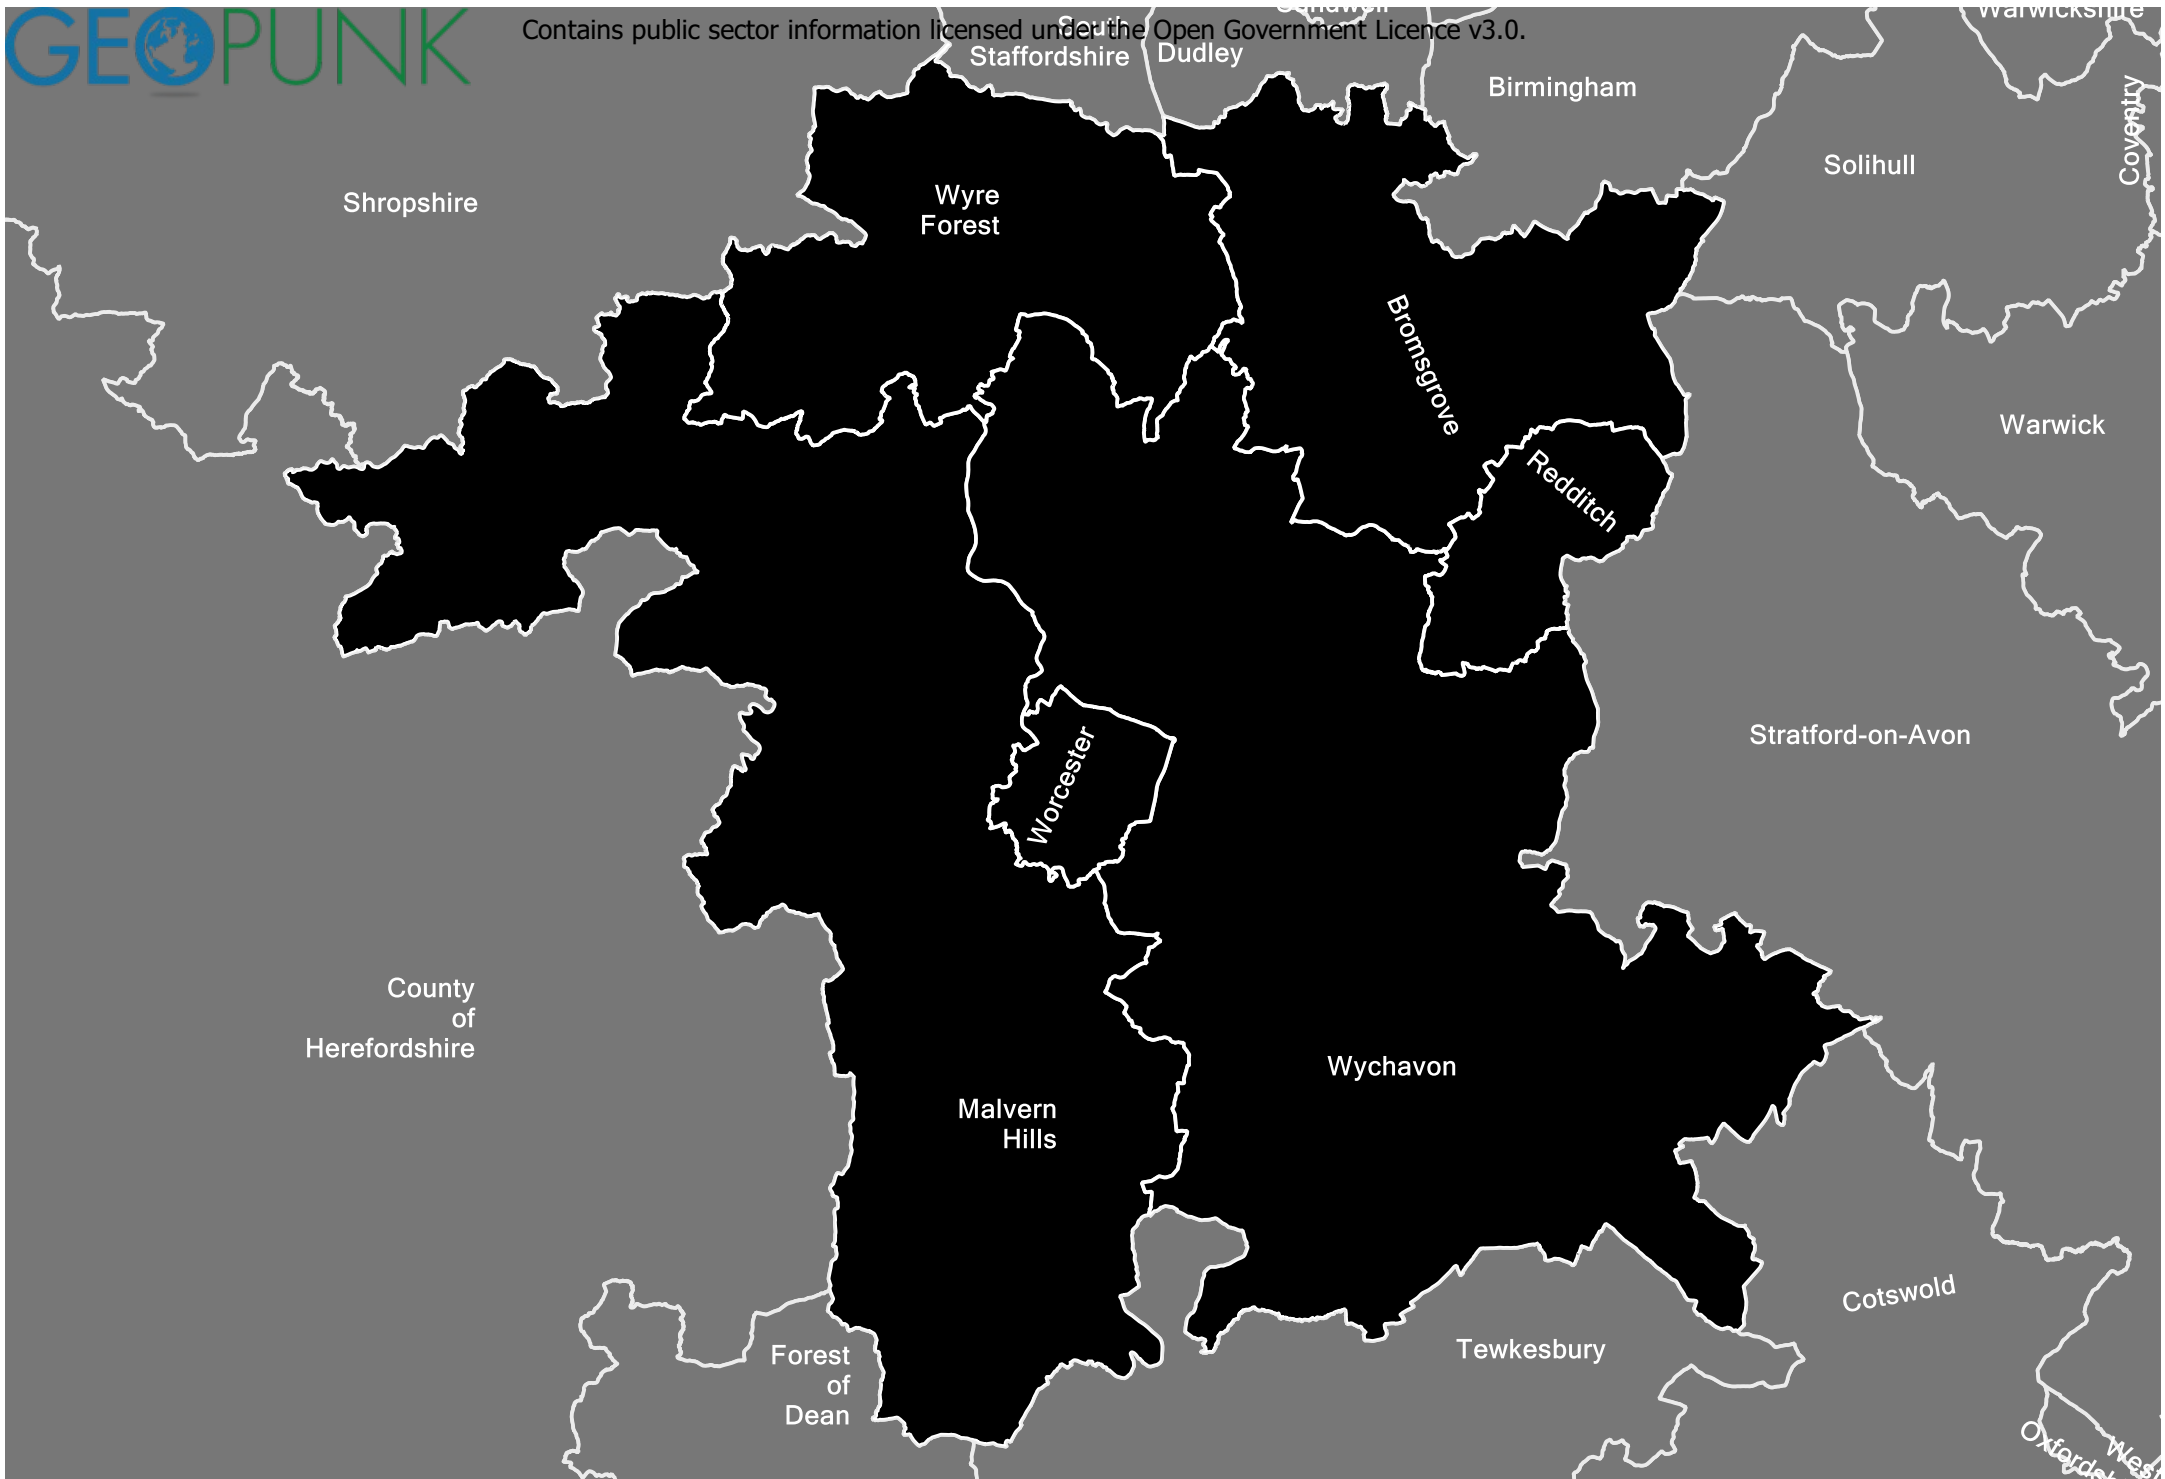 GEOPUNK
Contains public sector information licensed under the Open Government Licence v3.0.
Warwickshire
South
Staffordshire
Dudley
Birmingham
Coventry
Solihull
Shropshire
Wyre
Forest
Bromsgrove
Warwick
Redditch
Stratford-on-Avon
Worcester
County
of
Herefordshire
Wychavon
Malvern
Hills
Cotswold
Tewkesbury
Forest
of
Dean